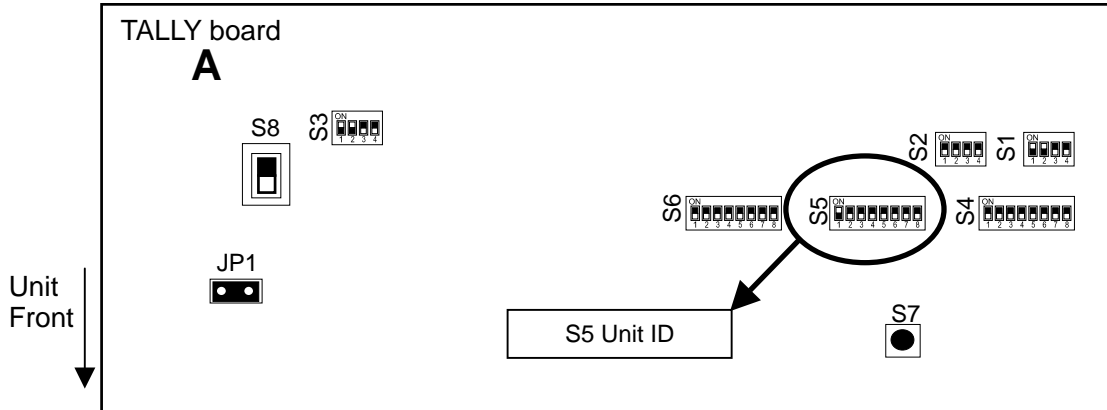 TALLY board
A
S8
S3
ON
1 2 3 4
S2
ON
1 2 3 4
S1
ON
1 2 3 4
S6
ON
1 2 3 4 5 6 7 8
S5
ON
1 2 3 4 5 6 7 8
S4
ON
1 2 3 4 5 6 7 8
JP1
Unit
Front
S5 Unit ID
S7